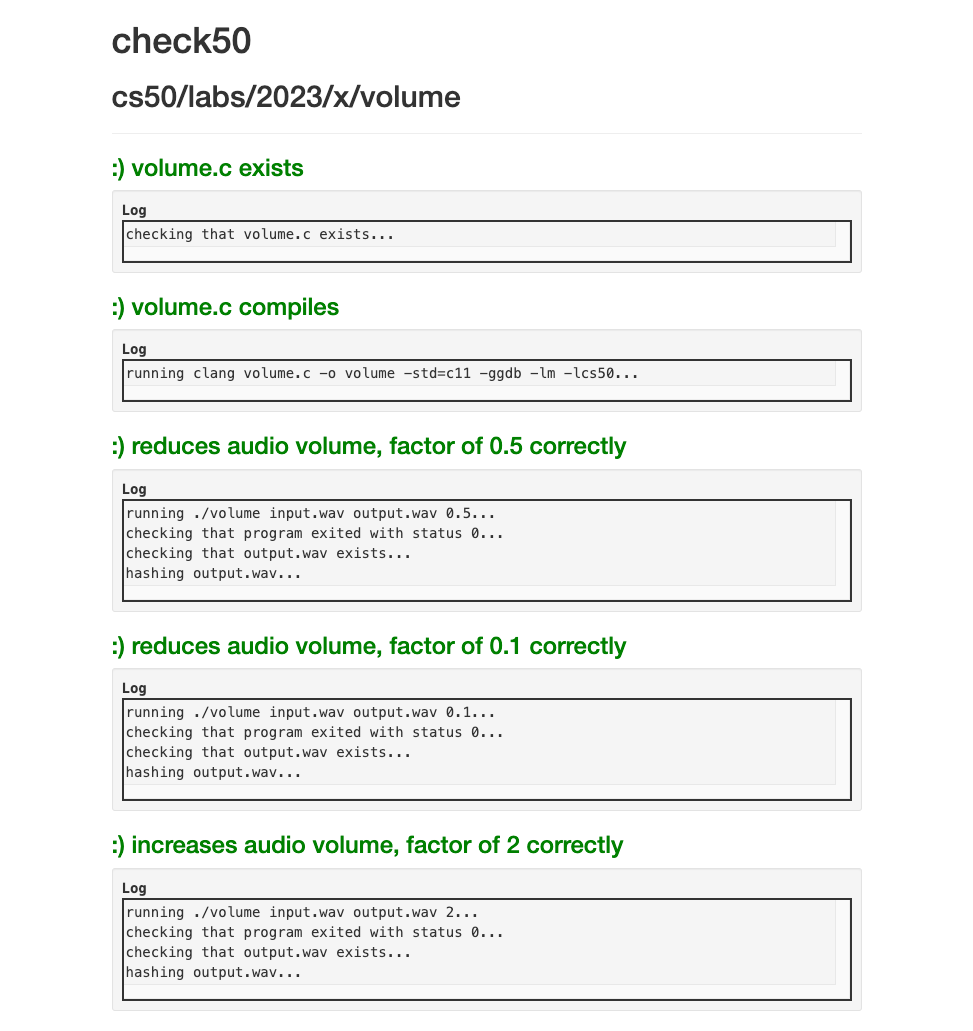 check50
cs50/labs/2023/x/volume
:) volume.c exists
Log
checking that volume.c exists...
:) volume.c compiles
Log
running clang volume.c -o volume -std=c11 -ggdb -lm -lcs50...
:) reduces audio volume, factor of 0.5 correctly
Log
running ./volume input.wav output.wav 0.5...
checking that program exited with status 0...
checking that output.wav exists...
hashing output.wav...
:) reduces audio volume, factor of 0.1 correctly
Log
running ./volume input.wav output.wav 0.1...
checking that program exited with status 0...
checking that output.wav exists...
hashing output.wav...
:) increases audio volume, factor of 2 correctly
Log
running ./volume input.wav output.wav 2...
checking that program exited with status 0...
checking that output.wav exists...
hashing output.wav...